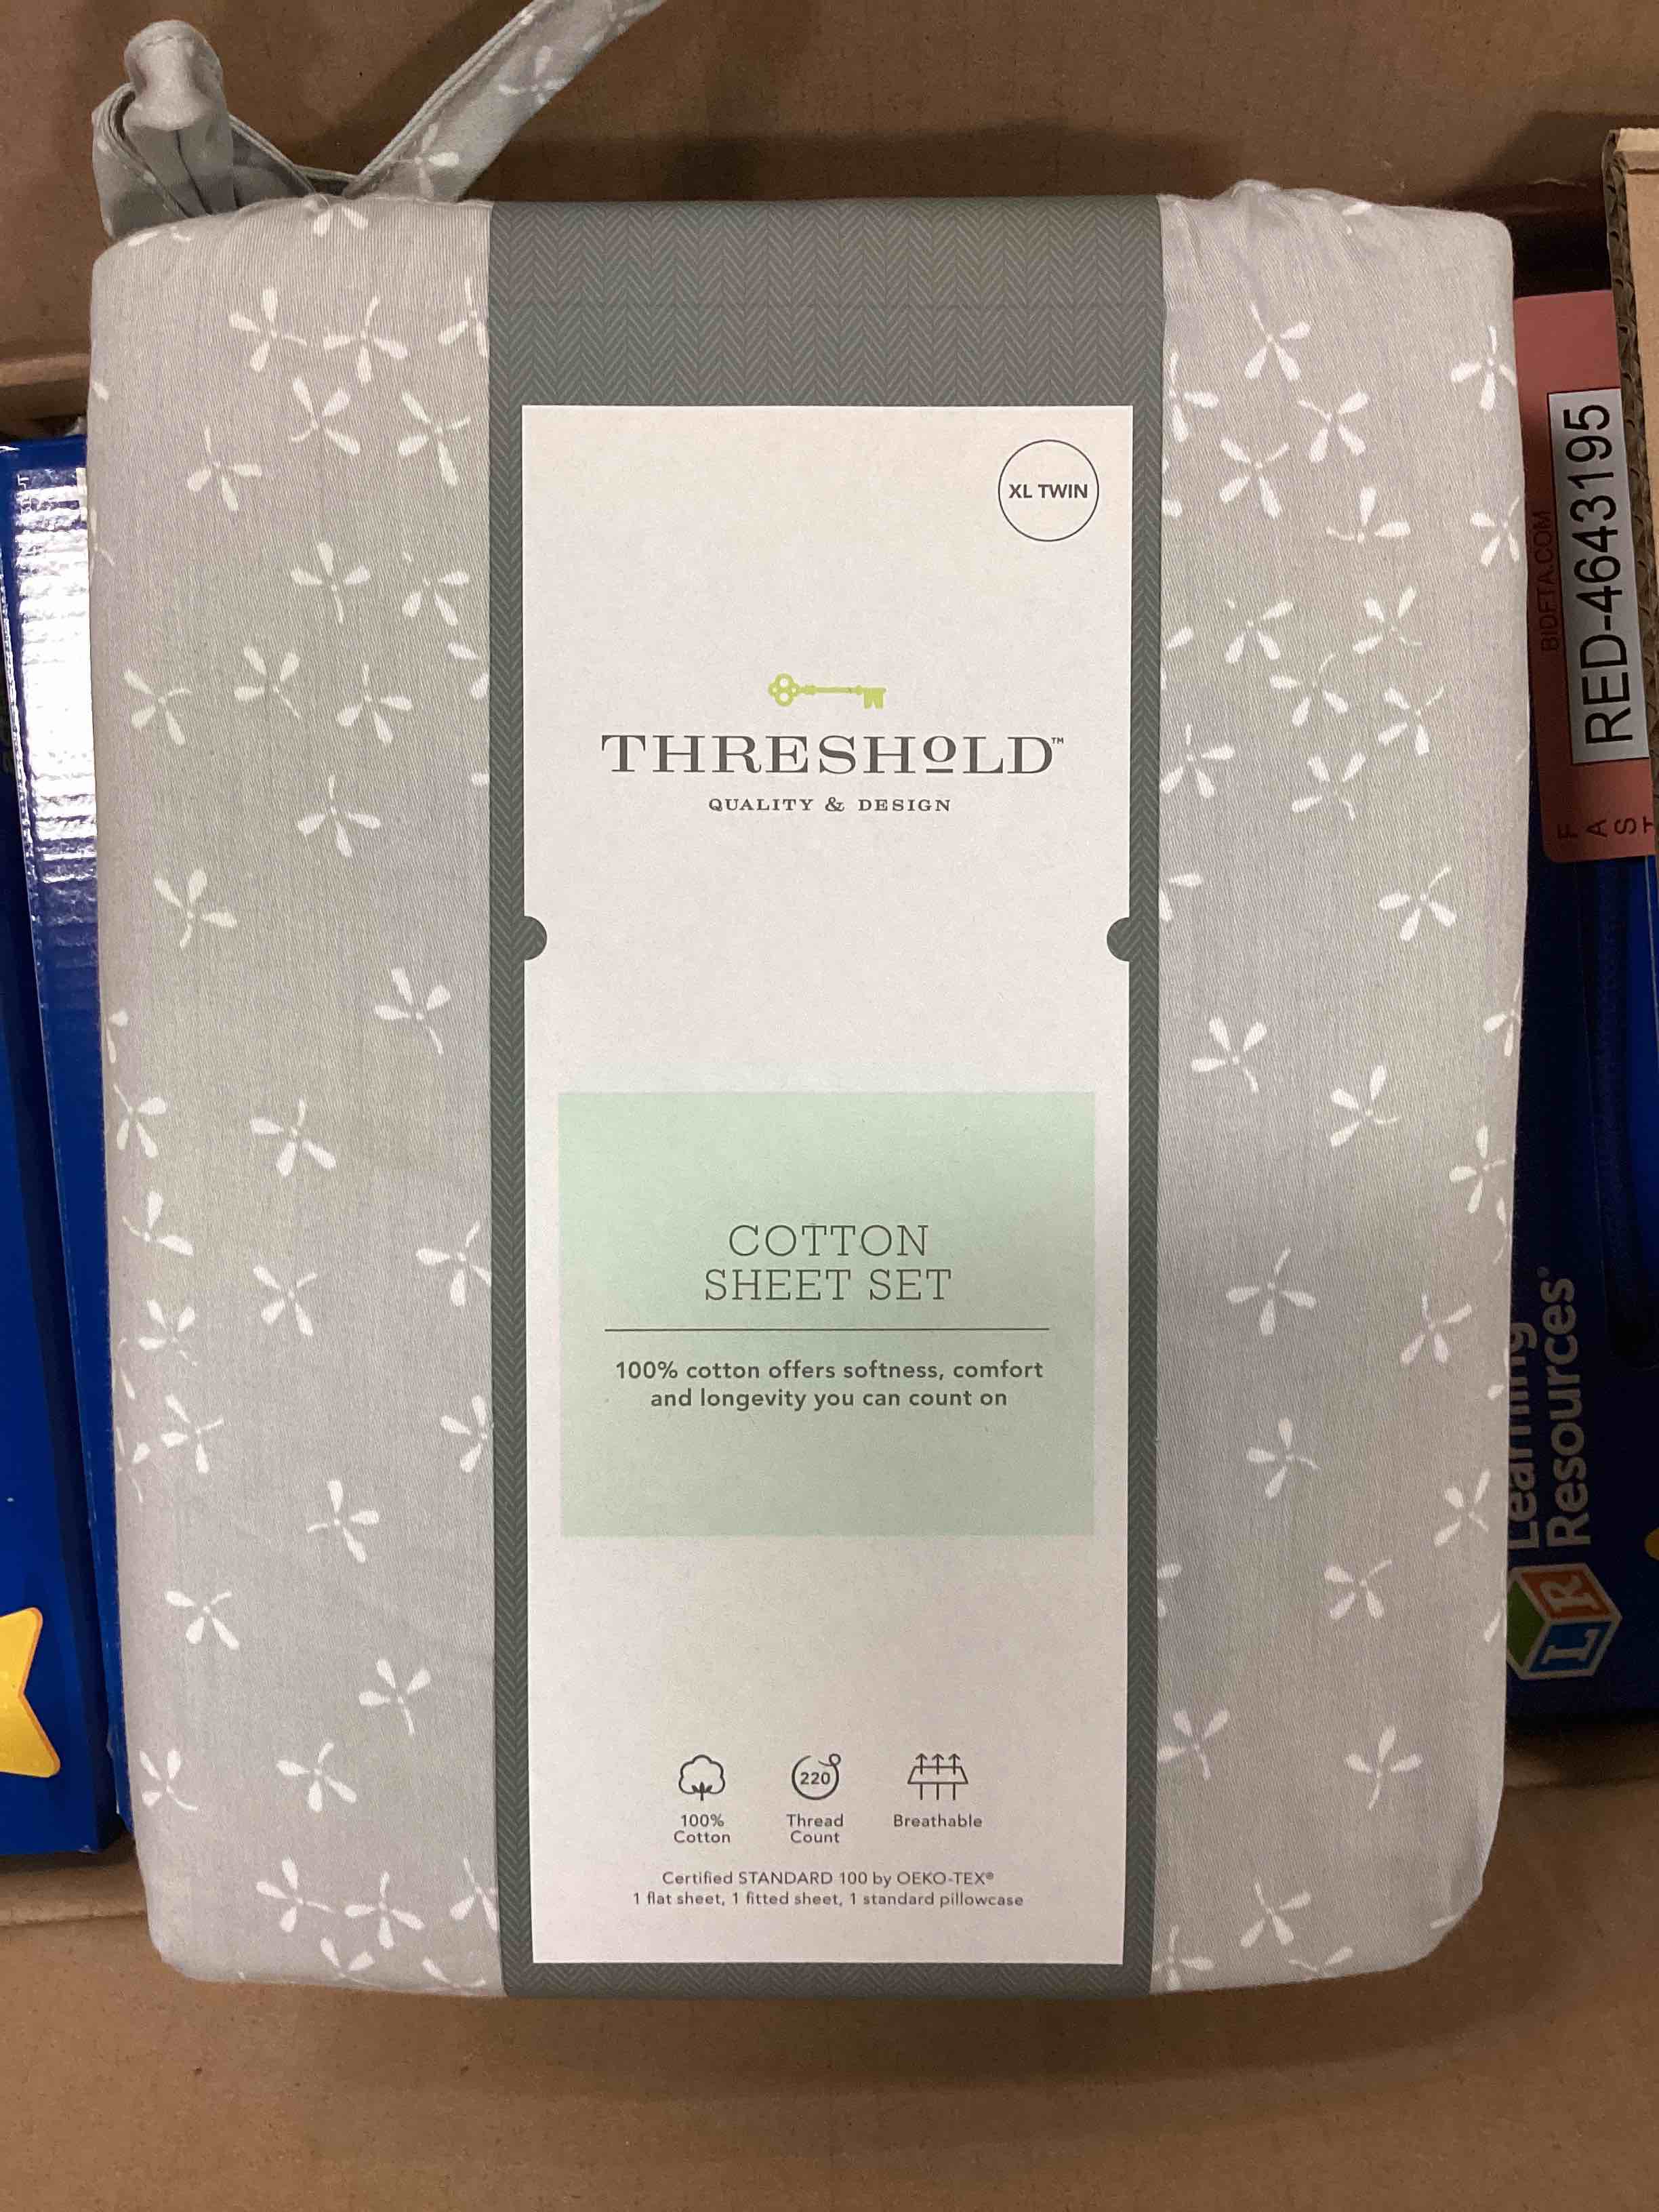 XL TWIN
THRESHOLD™
QUALITY & DESIGN
COTTON
SHEET SET
100% cotton offers softness, comfort
and longevity you can count on
220
100%
Cotton
Thread
Count
Breathable
Certified STANDARD 100 by OEKO-TEX®
1 flat sheet, 1 fitted sheet, 1 standard pillowcase
BIDFTA.COM
RED-4643195
F
A
S
T
Learning
Resources®
LR